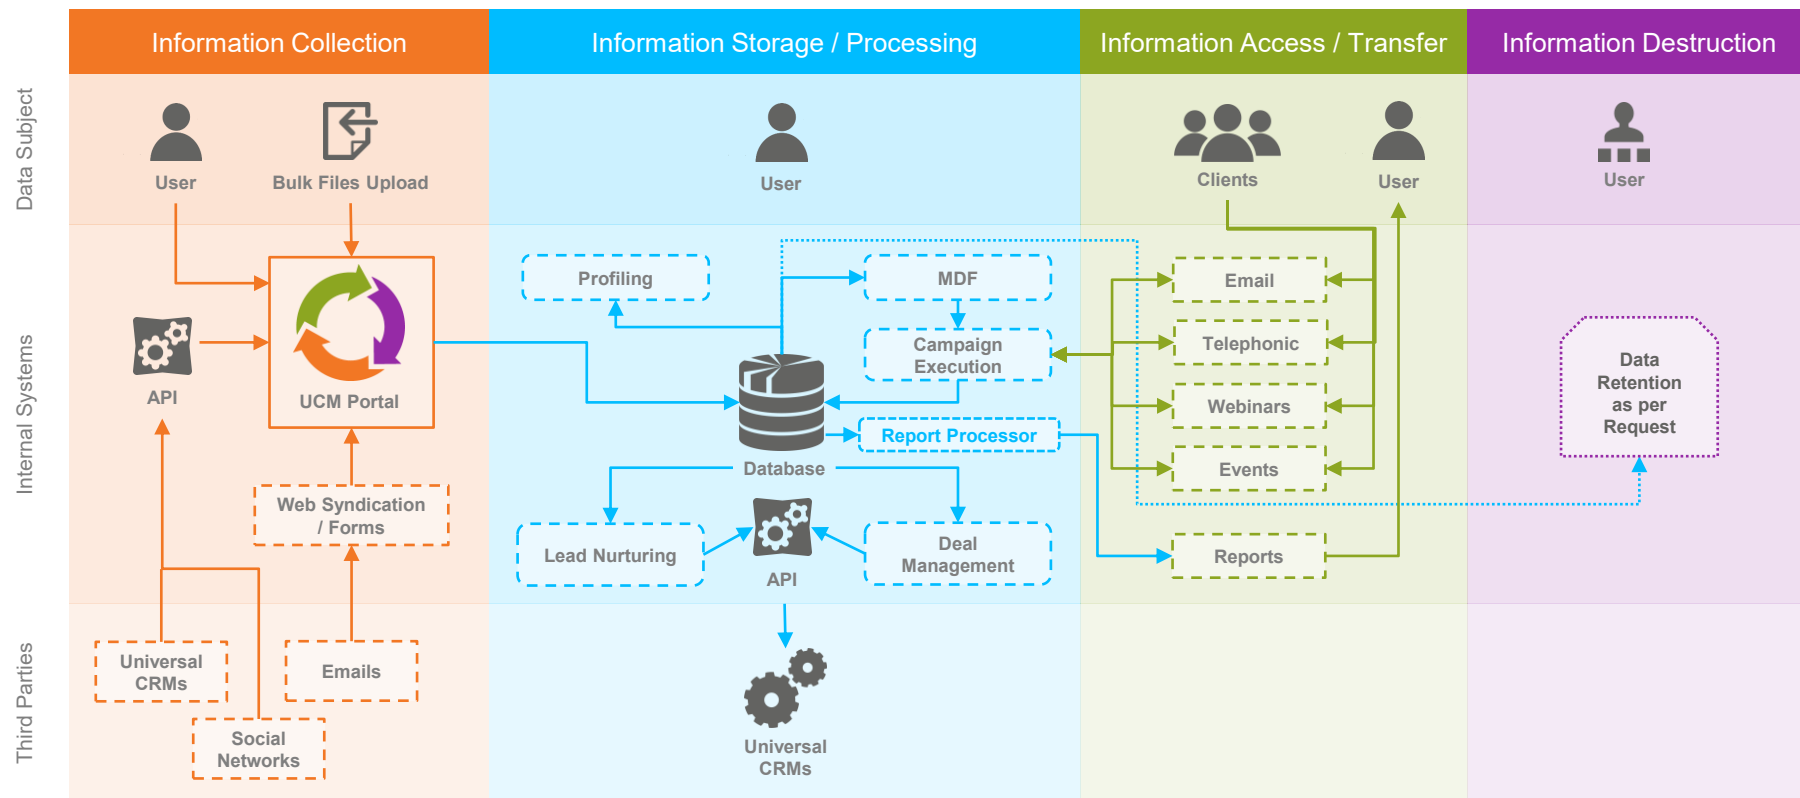 Information Collection
Information Storage / Processing
Information Access / Transfer
Information Destruction
Data Subject
User
Bulk Files Upload
User
Clients
User
User
Internal Systems
API
UCM Portal
Web Syndication
/ Forms
Profiling
MDF
Campaign
Execution
Report Processor
Database
Lead Nurturing
API
Deal
Management
Email
Telephonic
Webinars
Events
Reports
Data
Retention
as per
Request
Third Parties
Universal
CRMs
Emails
Social
Networks
Universal
CRMs